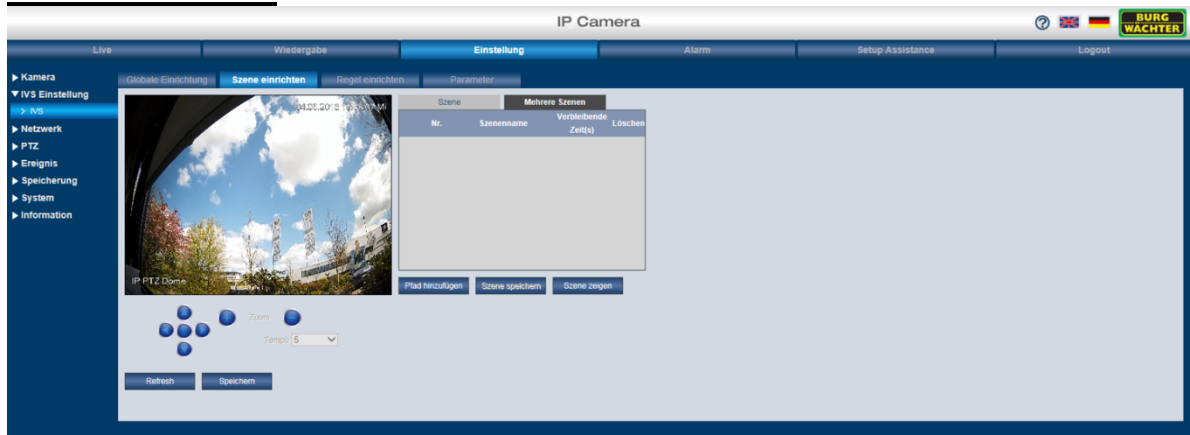 IP Camera
BURG
WÄCHTER
Live Wiedergabe Einstellung Alarm Setup Assistance Logout
Kamera
IVS Einstellung
> IVS
Netzwerk
PTZ
Ereignis
Speicherung
System
Information
Globale Einrichtung Szene einrichten Regel einrichten Parameter
IP PTZ Dome
Szene Mehrere Szenen
Nr. Szenenname Verbleibende Zeit(s) Löschen
Pfad hinzufügen Szene speichern Szene zeigen
Zoom
Tempo 5
Refresh Speichern